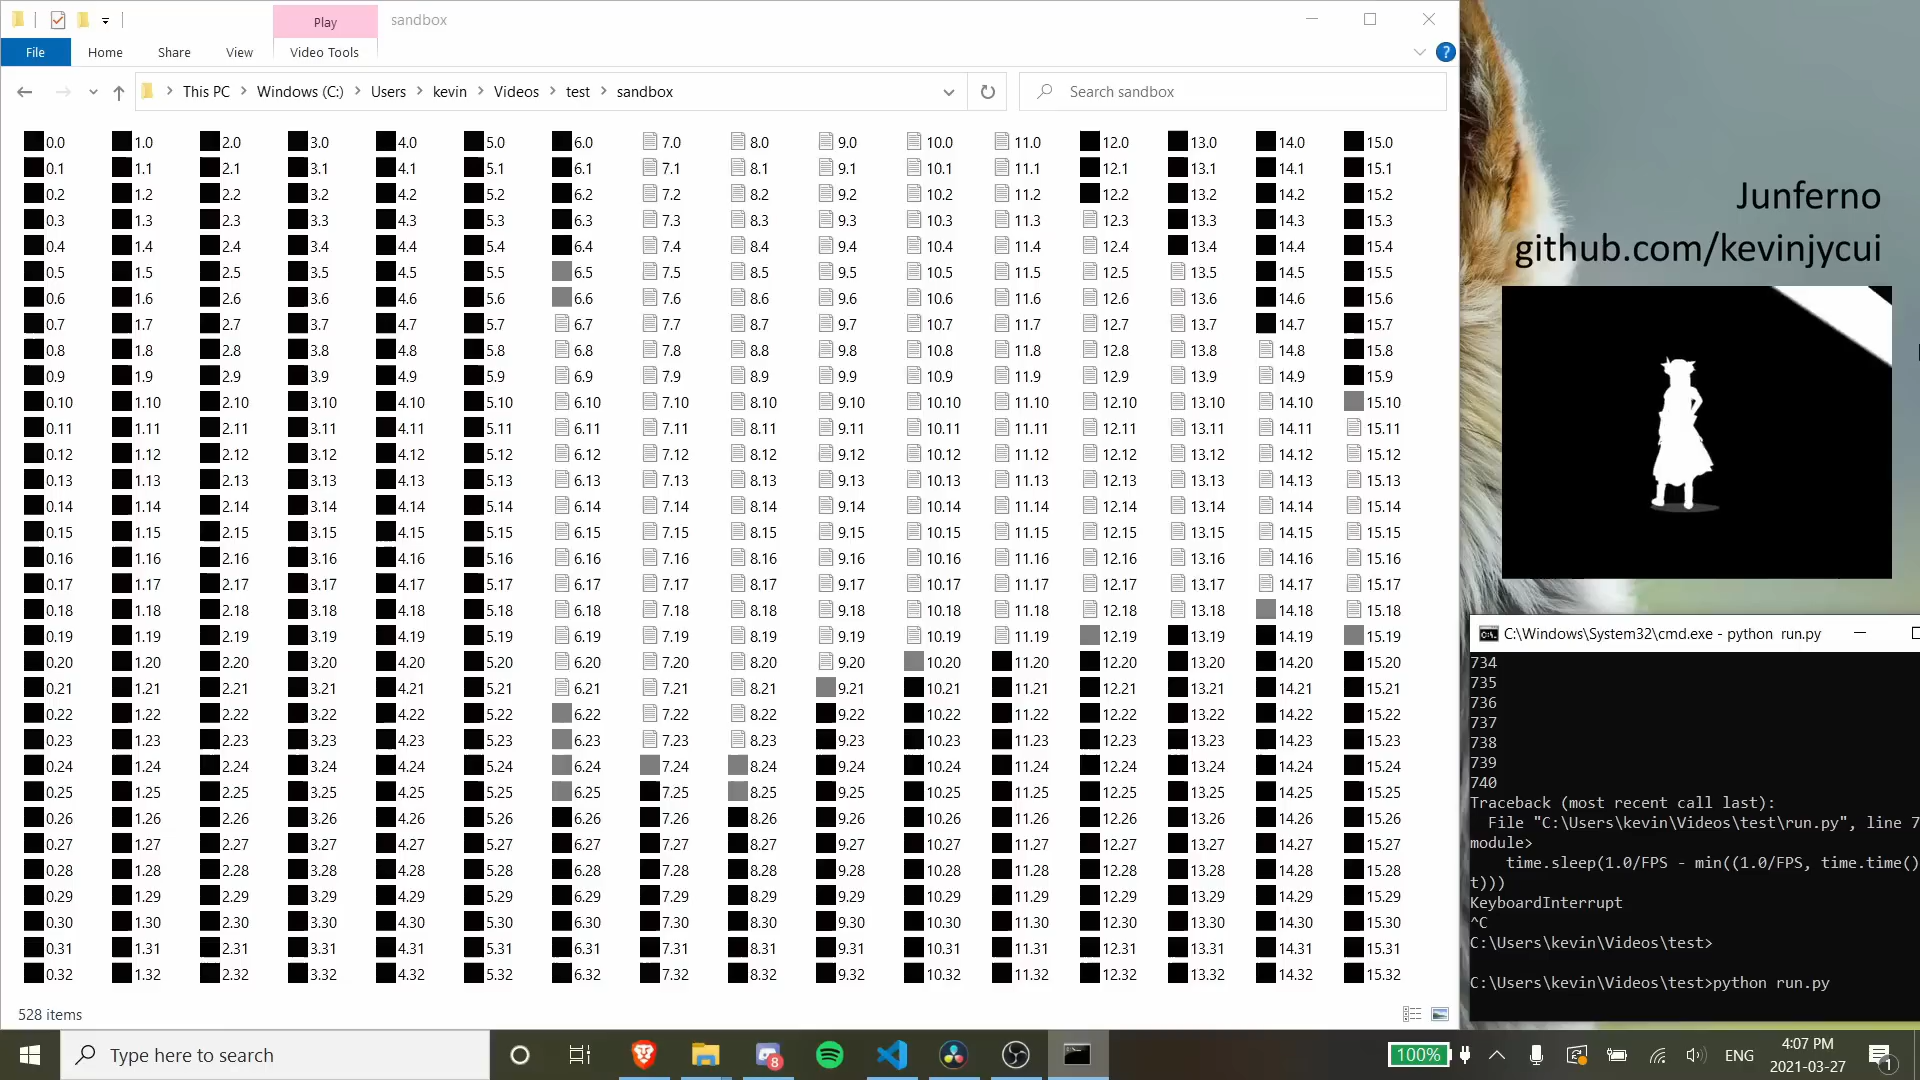 Play
sandbox
File
Home
Share
View
Video Tools
?
This PC
Windows (C:)
Users
kevin
Videos
test
sandbox
Search sandbox
0.0 1.0 2.0 3.0 4.0 5.0 6.0 7.0 8.0 9.0 10.0 11.0 12.0 13.0 14.0 15.0
0.1 1.1 2.1 3.1 4.1 5.1 6.1 7.1 8.1 9.1 10.1 11.1 12.1 13.1 14.1 15.1
0.2 1.2 2.2 3.2 4.2 5.2 6.2 7.2 8.2 9.2 10.2 11.2 12.2 13.2 14.2 15.2
0.3 1.3 2.3 3.3 4.3 5.3 6.3 7.3 8.3 9.3 10.3 11.3 12.3 13.3 14.3 15.3
0.4 1.4 2.4 3.4 4.4 5.4 6.4 7.4 8.4 9.4 10.4 11.4 12.4 13.4 14.4 15.4
0.5 1.5 2.5 3.5 4.5 5.5 6.5 7.5 8.5 9.5 10.5 11.5 12.5 13.5 14.5 15.5
0.6 1.6 2.6 3.6 4.6 5.6 6.6 7.6 8.6 9.6 10.6 11.6 12.6 13.6 14.6 15.6
0.7 1.7 2.7 3.7 4.7 5.7 6.7 7.7 8.7 9.7 10.7 11.7 12.7 13.7 14.7 15.7
0.8 1.8 2.8 3.8 4.8 5.8 6.8 7.8 8.8 9.8 10.8 11.8 12.8 13.8 14.8 15.8
0.9 1.9 2.9 3.9 4.9 5.9 6.9 7.9 8.9 9.9 10.9 11.9 12.9 13.9 14.9 15.9
0.10 1.10 2.10 3.10 4.10 5.10 6.10 7.10 8.10 9.10 10.10 11.10 12.10 13.10 14.10 15.10
0.11 1.11 2.11 3.11 4.11 5.11 6.11 7.11 8.11 9.11 10.11 11.11 12.11 13.11 14.11 15.11
0.12 1.12 2.12 3.12 4.12 5.12 6.12 7.12 8.12 9.12 10.12 11.12 12.12 13.12 14.12 15.12
0.13 1.13 2.13 3.13 4.13 5.13 6.13 7.13 8.13 9.13 10.13 11.13 12.13 13.13 14.13 15.13
0.14 1.14 2.14 3.14 4.14 5.14 6.14 7.14 8.14 9.14 10.14 11.14 12.14 13.14 14.14 15.14
0.15 1.15 2.15 3.15 4.15 5.15 6.15 7.15 8.15 9.15 10.15 11.15 12.15 13.15 14.15 15.15
0.16 1.16 2.16 3.16 4.16 5.16 6.16 7.16 8.16 9.16 10.16 11.16 12.16 13.16 14.16 15.16
0.17 1.17 2.17 3.17 4.17 5.17 6.17 7.17 8.17 9.17 10.17 11.17 12.17 13.17 14.17 15.17
0.18 1.18 2.18 3.18 4.18 5.18 6.18 7.18 8.18 9.18 10.18 11.18 12.18 13.18 14.18 15.18
0.19 1.19 2.19 3.19 4.19 5.19 6.19 7.19 8.19 9.19 10.19 11.19 12.19 13.19 14.19 15.19
0.20 1.20 2.20 3.20 4.20 5.20 6.20 7.20 8.20 9.20 10.20 11.20 12.20 13.20 14.20 15.20
0.21 1.21 2.21 3.21 4.21 5.21 6.21 7.21 8.21 9.21 10.21 11.21 12.21 13.21 14.21 15.21
0.22 1.22 2.22 3.22 4.22 5.22 6.22 7.22 8.22 9.22 10.22 11.22 12.22 13.22 14.22 15.22
0.23 1.23 2.23 3.23 4.23 5.23 6.23 7.23 8.23 9.23 10.23 11.23 12.23 13.23 14.23 15.23
0.24 1.24 2.24 3.24 4.24 5.24 6.24 7.24 8.24 9.24 10.24 11.24 12.24 13.24 14.24 15.24
0.25 1.25 2.25 3.25 4.25 5.25 6.25 7.25 8.25 9.25 10.25 11.25 12.25 13.25 14.25 15.25
0.26 1.26 2.26 3.26 4.26 5.26 6.26 7.26 8.26 9.26 10.26 11.26 12.26 13.26 14.26 15.26
0.27 1.27 2.27 3.27 4.27 5.27 6.27 7.27 8.27 9.27 10.27 11.27 12.27 13.27 14.27 15.27
0.28 1.28 2.28 3.28 4.28 5.28 6.28 7.28 8.28 9.28 10.28 11.28 12.28 13.28 14.28 15.28
0.29 1.29 2.29 3.29 4.29 5.29 6.29 7.29 8.29 9.29 10.29 11.29 12.29 13.29 14.29 15.29
0.30 1.30 2.30 3.30 4.30 5.30 6.30 7.30 8.30 9.30 10.30 11.30 12.30 13.30 14.30 15.30
0.31 1.31 2.31 3.31 4.31 5.31 6.31 7.31 8.31 9.31 10.31 11.31 12.31 13.31 14.31 15.31
0.32 1.32 2.32 3.32 4.32 5.32 6.32 7.32 8.32 9.32 10.32 11.32 12.32 13.32 14.32 15.32
528 items
Junferno
github.com/kevinjycui
C:\Windows\System32\cmd.exe - python run.py
734
735
736
737
738
739
740
Traceback (most recent call last):
File "C:\Users\kevin\Videos\test\run.py", line 7
module>
time.sleep(1.0/FPS - min((1.0/FPS, time.time()
t)))
KeyboardInterrupt
^C
C:\Users\kevin\Videos\test>
C:\Users\kevin\Videos\test>python run.py
Type here to search
8
100%
ENG
4:07 PM
2021-03-27
1